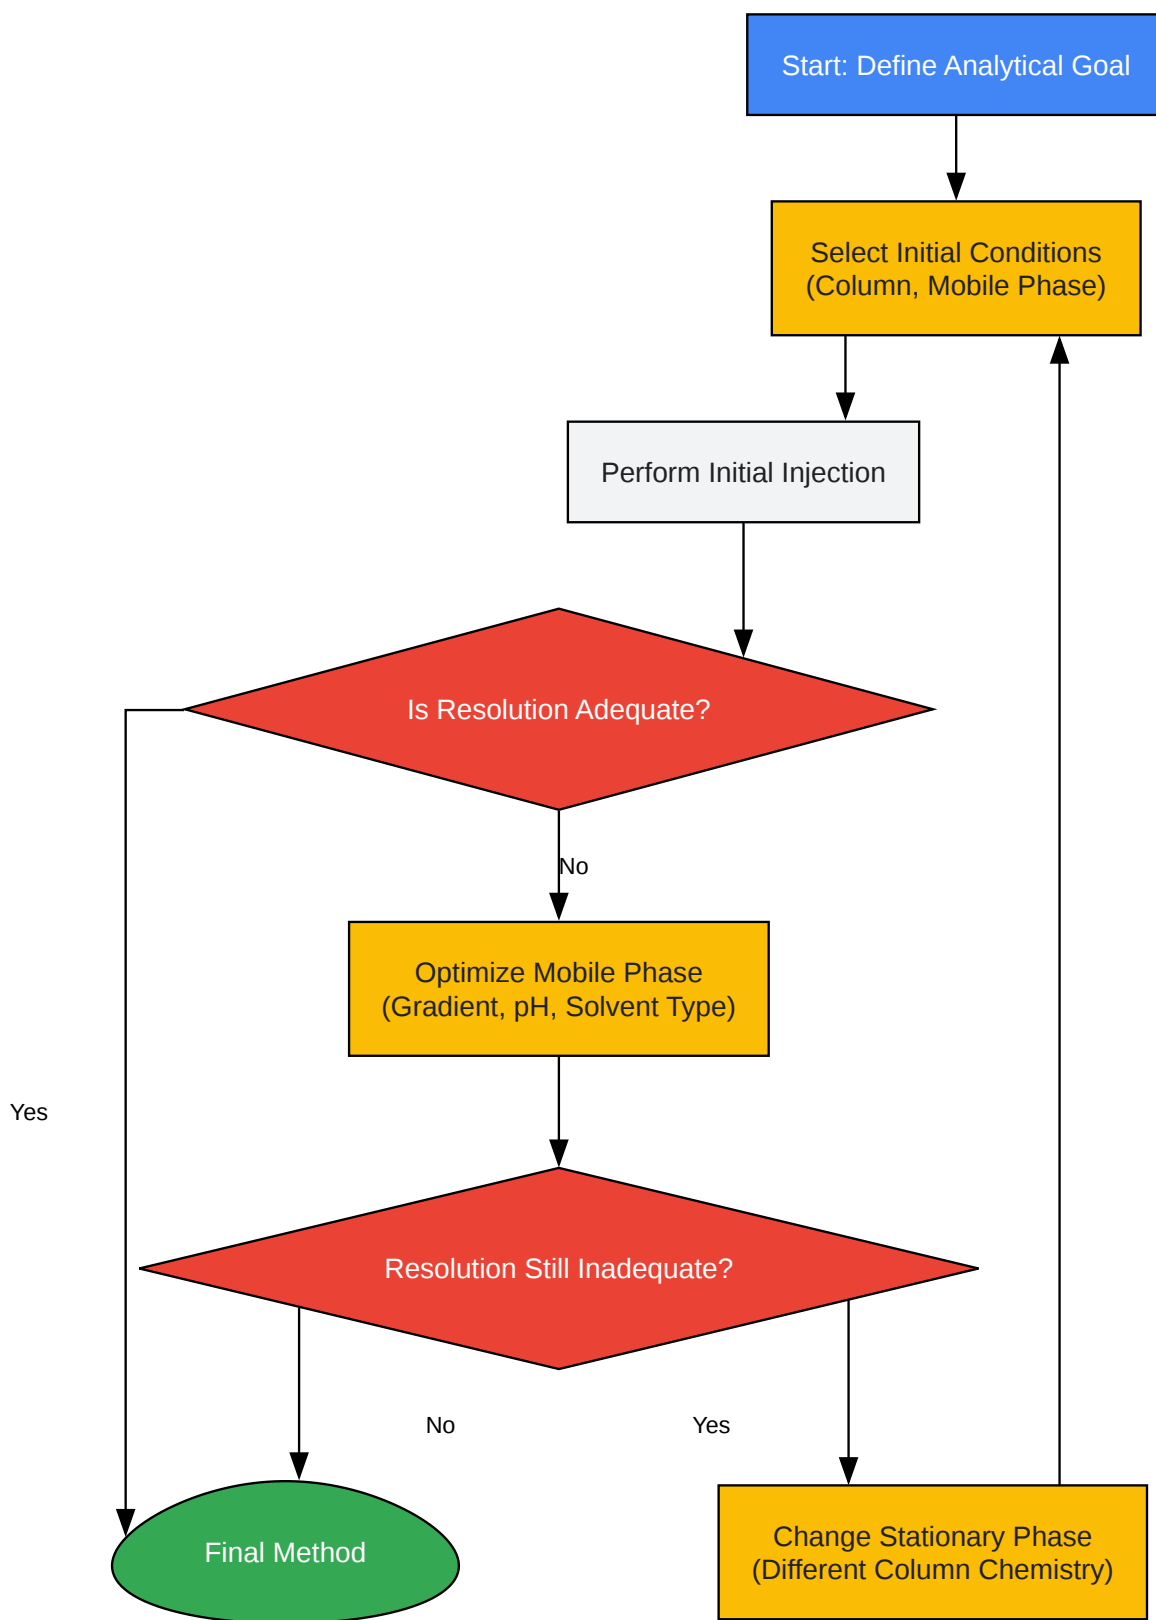 Start: Define Analytical Goal
Select Initial Conditions
(Column, Mobile Phase)
Perform Initial Injection
Is Resolution Adequate?
No
Optimize Mobile Phase
(Gradient, pH, Solvent Type)
Yes
Resolution Still Inadequate?
No
Yes
Final Method
Change Stationary Phase
(Different Column Chemistry)